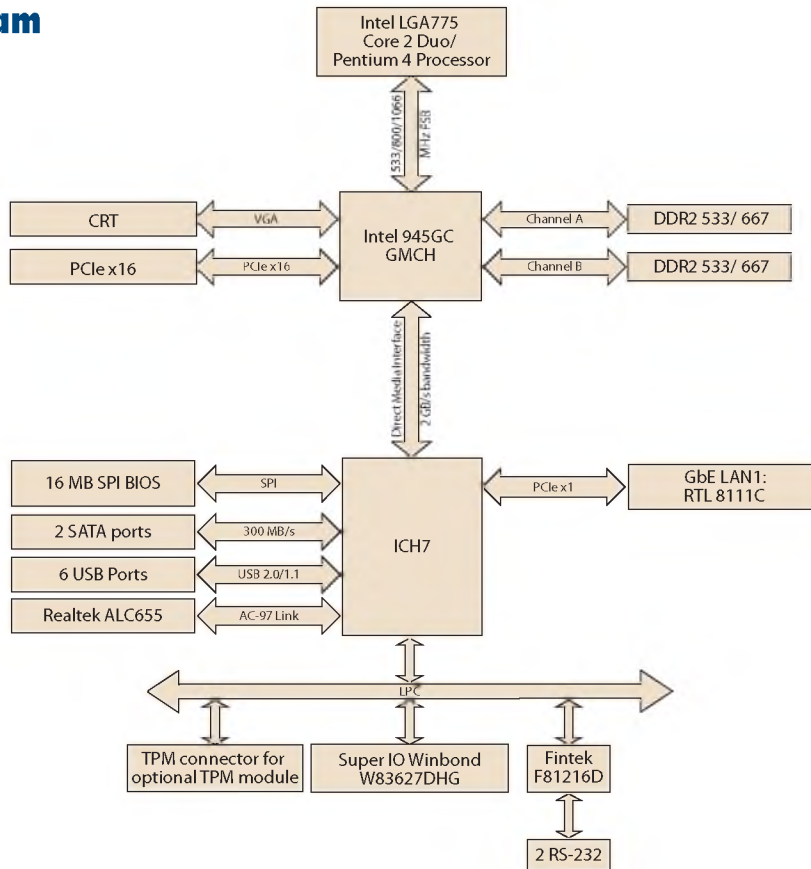 am
Intel LGA775
Core 2 Duo/
Pentium 4 Processor
533/800/1066
MHz FSB
CRT
VGA
Intel 945GC
GMCH
Channel A
DDR2 533/ 667
PCIe x16
PCIe x16
Channel B
DDR2 533/ 667
Direct Media Interface
2 GB/s bandwidth
16 MB SPI BIOS
SPI
ICH7
PCIe x1
GbE LAN1:
RTL 8111C
2 SATA ports
300 MB/s
6 USB Ports
USB 2.0/1.1
Realtek ALC655
AC-97 Link
LPC
TPM connector for
optional TPM module
Super IO Winbond
W83627DHG
Fintek
F81216D
2 RS-232